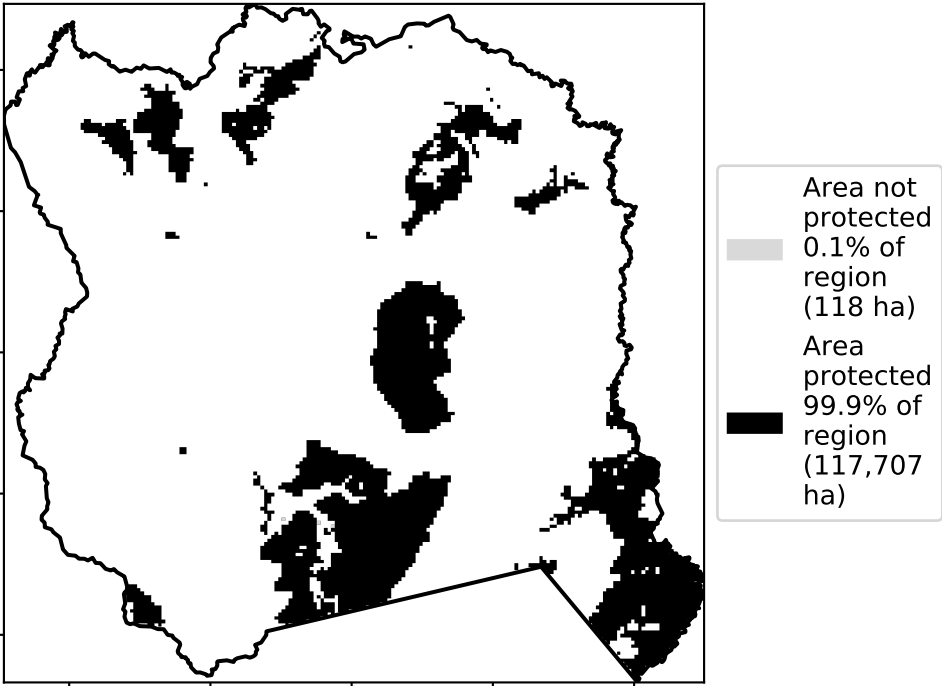 Area not
protected
0.1% of
region
(118 ha)
Area
protected
99.9% of
region
(117,707
ha)